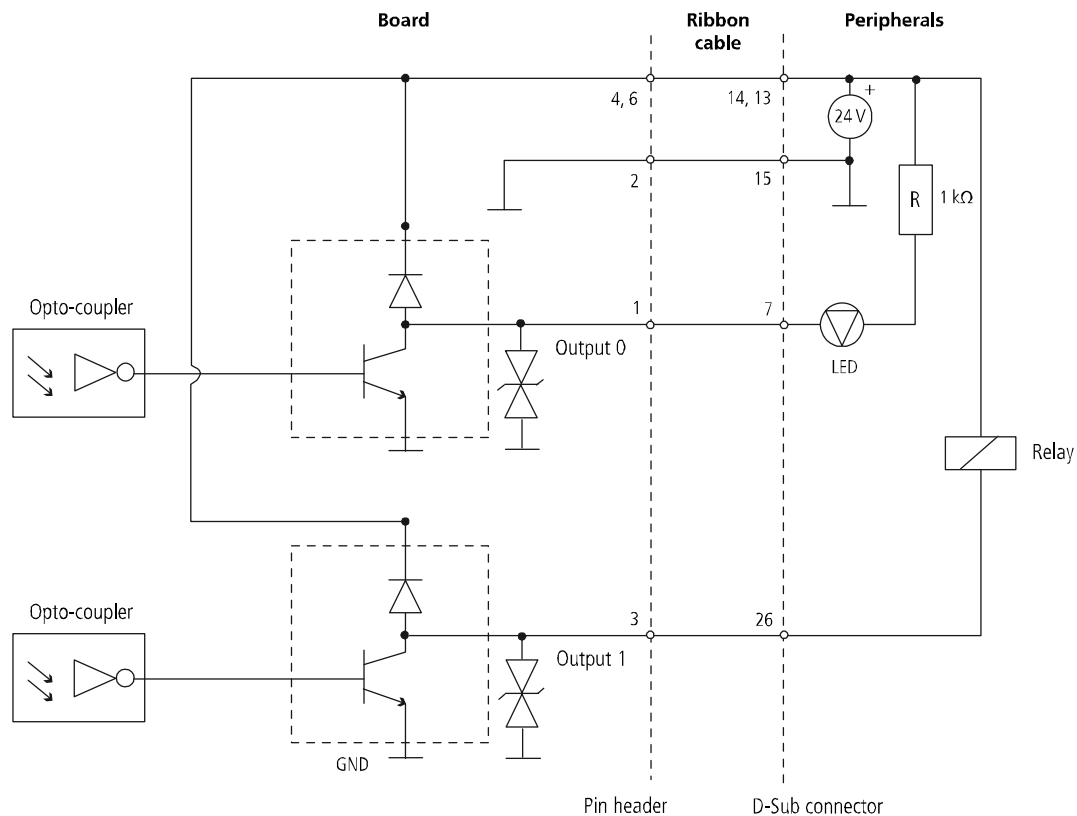 Board
Ribbon
cable
Peripherals
4, 6
14, 13
+
24 V
2
15
R
1 kΩ
Opto-coupler
1
7
Output 0
LED
Relay
Opto-coupler
3
26
Output 1
GND
Pin header
D-Sub connector